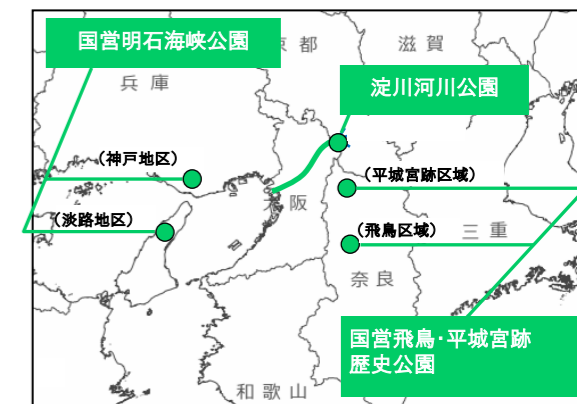 国営明石海峡公園
京都
滋賀
兵庫
淀川河川公園
(神戸地区)
(平城宮跡区域)
大阪
(淡路地区)
(飛鳥区域)
三重
奈良
国営飛鳥・平城宮跡
歴史公園
和歌山